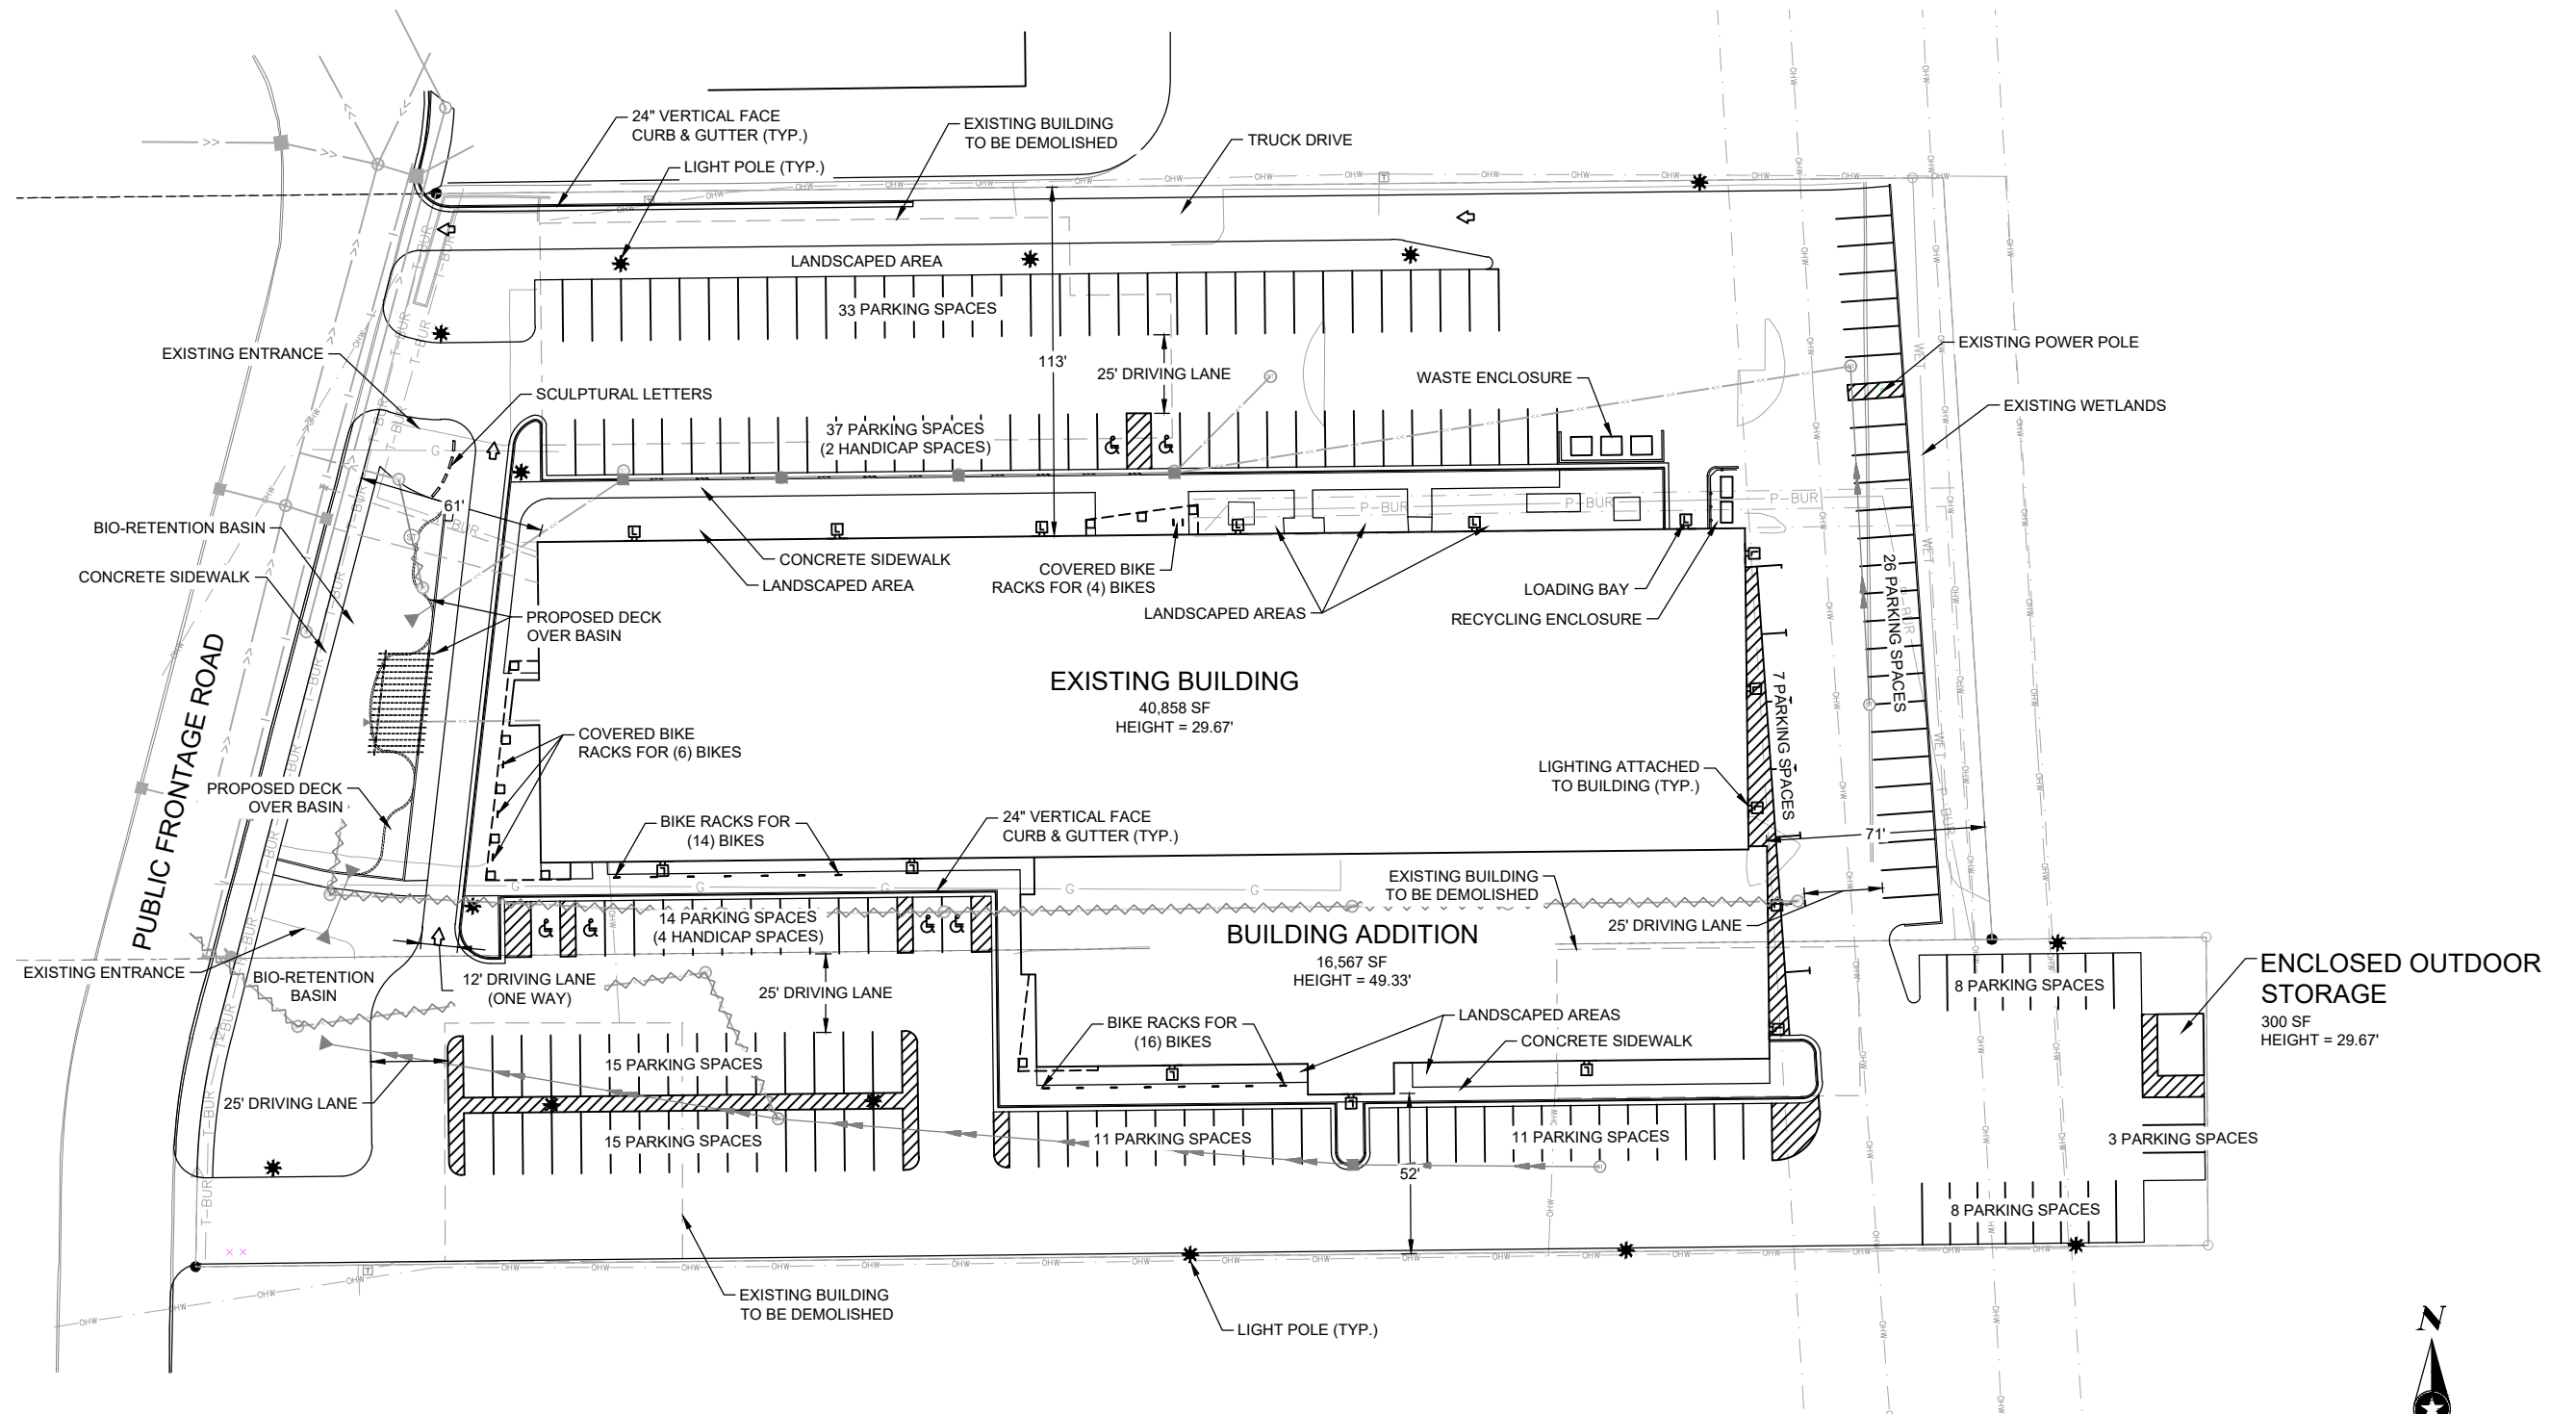 24" VERTICAL FACE
CURB & GUTTER (TYP.)
EXISTING BUILDING
TO BE DEMOLISHED
TRUCK DRIVE
LIGHT POLE (TYP.)
LANDSCAPED AREA
33 PARKING SPACES
EXISTING ENTRANCE
SCULPTURAL LETTERS
113'
25' DRIVING LANE
WASTE ENCLOSURE
EXISTING POWER POLE
EXISTING WETLANDS
37 PARKING SPACES
(2 HANDICAP SPACES)
61'
BIO-RETENTION BASIN
CONCRETE SIDEWALK
CONCRETE SIDEWALK
LANDSCAPED AREA
COVERED BIKE
RACKS FOR (4) BIKES
LANDSCAPED AREAS
LOADING BAY
RECYCLING ENCLOSURE
26 PARKING SPACES
PROPOSED DECK
OVER BASIN
PUBLIC FRONTAGE ROAD
EXISTING BUILDING
40,858 SF
HEIGHT = 29.67'
7 PARKING SPACES
COVERED BIKE
RACKS FOR (6) BIKES
LIGHTING ATTACHED
TO BUILDING (TYP.)
PROPOSED DECK
OVER BASIN
BIKE RACKS FOR
(14) BIKES
24" VERTICAL FACE
CURB & GUTTER (TYP.)
71'
EXISTING BUILDING
TO BE DEMOLISHED
25' DRIVING LANE
14 PARKING SPACES
(4 HANDICAP SPACES)
BUILDING ADDITION
16,567 SF
HEIGHT = 49.33'
EXISTING ENTRANCE
BIO-RETENTION
BASIN
12' DRIVING LANE
(ONE WAY)
25' DRIVING LANE
8 PARKING SPACES
ENCLOSED OUTDOOR
STORAGE
300 SF
HEIGHT = 29.67'
BIKE RACKS FOR
(16) BIKES
LANDSCAPED AREAS
CONCRETE SIDEWALK
15 PARKING SPACES
25' DRIVING LANE
15 PARKING SPACES
11 PARKING SPACES
11 PARKING SPACES
3 PARKING SPACES
52'
8 PARKING SPACES
EXISTING BUILDING
TO BE DEMOLISHED
LIGHT POLE (TYP.)
N
OHW
T-BUR
P-BUR
WET
G